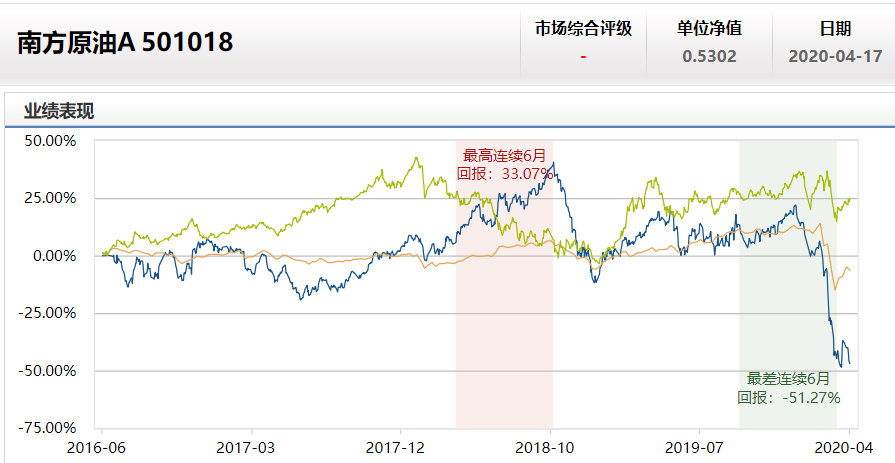 南方原油A 501018
市场综合评级
单位净值
日期
-
0.5302
2020-04-17
业绩表现
50.00%
25.00%
0.00%
-25.00%
-50.00%
-75.00%
最高连续6月
回报：33.07%
最差连续6月
回报：-51.27%
2016-06
2017-03
2017-12
2018-10
2019-07
2020-04